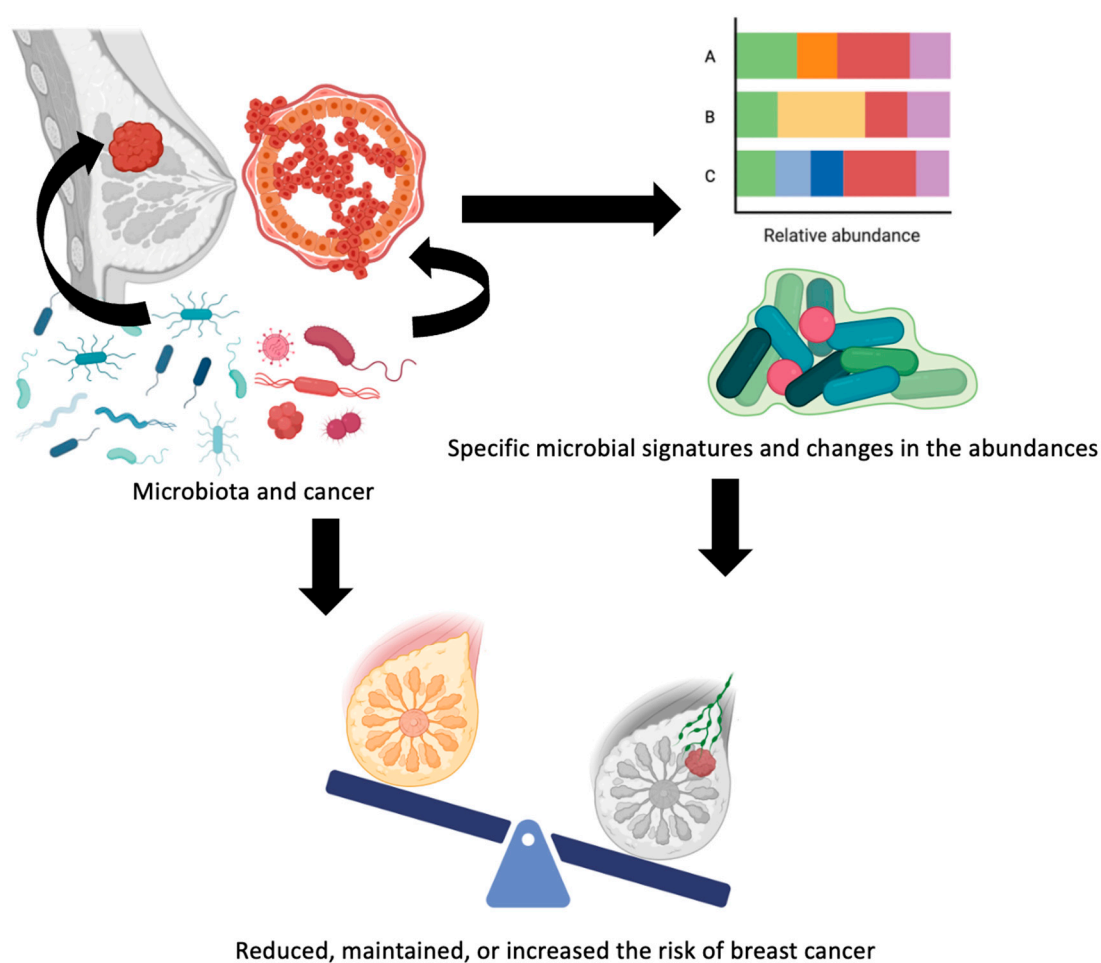 A
B
C
Relative abundance
Specific microbial signatures and changes in the abundances
Microbiota and cancer
Reduced, maintained, or increased the risk of breast cancer